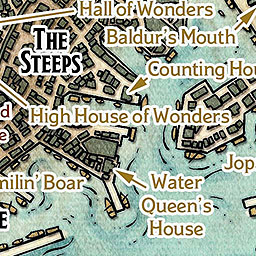 Hall of Wonders
THE
STEEPS
Baldur's Mouth
Counting Hou
d
High House of Wonders
e
Jop
milin' Boar
Water
Queen's
House
E